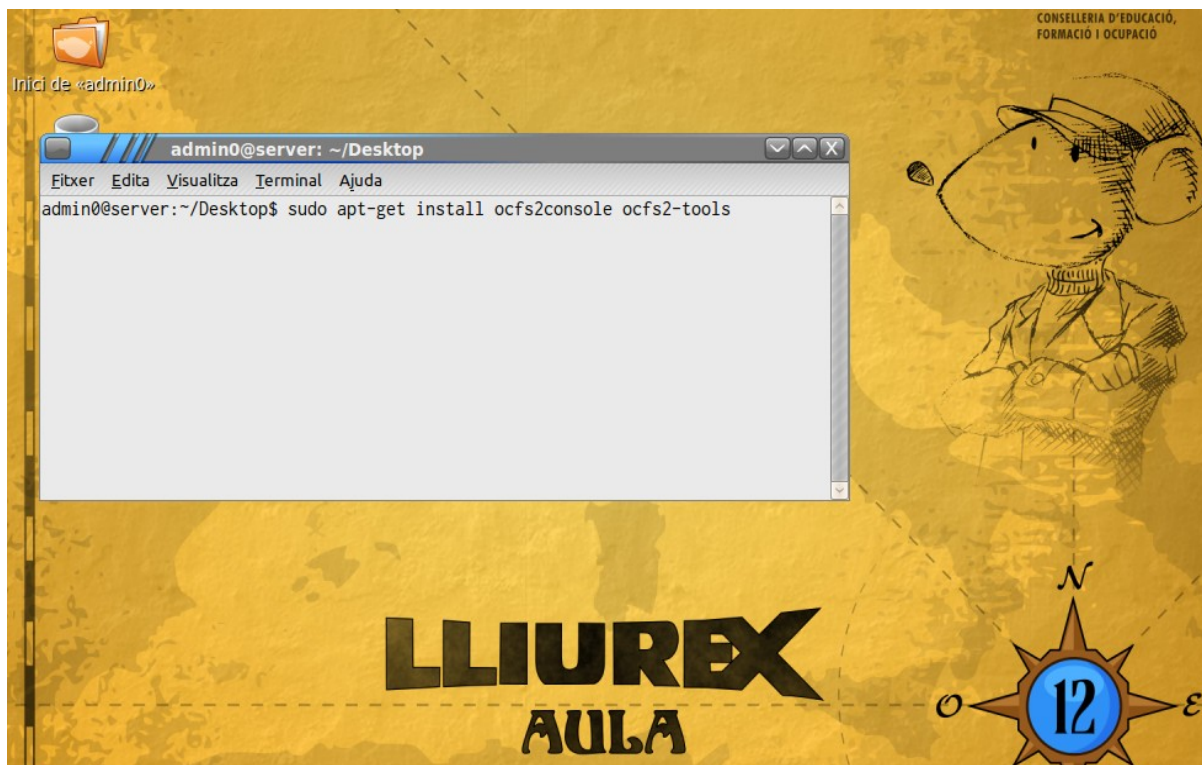 CONSELLERIA D'EDUCACIÓ,
FORMACIÓ I OCUPACIÓ
Inici de «admin0»
admin0@server: ~/Desktop
Fitxer Edita Visualitza Terminal Ajuda
admin0@server:~/Desktop$ sudo apt-get install ocfs2console ocfs2-tools
LLIUREX
AULA
N
O
12
E